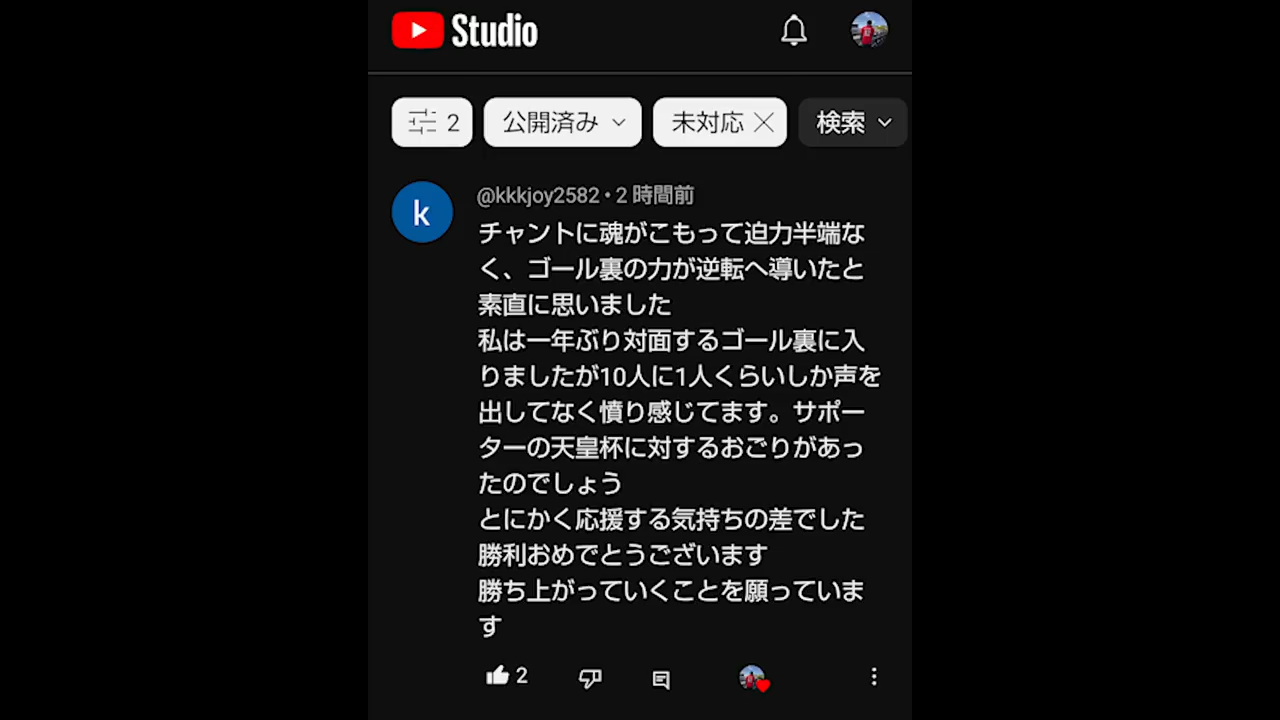 Studio
2 公開済み 未対応 検索
k
@kkkjoy2582・2 時間前
チャントに魂がこもって迫力半端な
く、ゴール裏の力が逆転へ導いたと
素直に思いました
私は一年ぶり対面するゴール裏に入
りましたが10人に1人くらいしか声を
出してなく憤り感じてます。サポー
ターの天皇杯に対するおごりがあっ
たのでしょう
とにかく応援する気持ちの差でした
勝利おめでとうございます
勝ち上がっていくことを願っていま
す
2